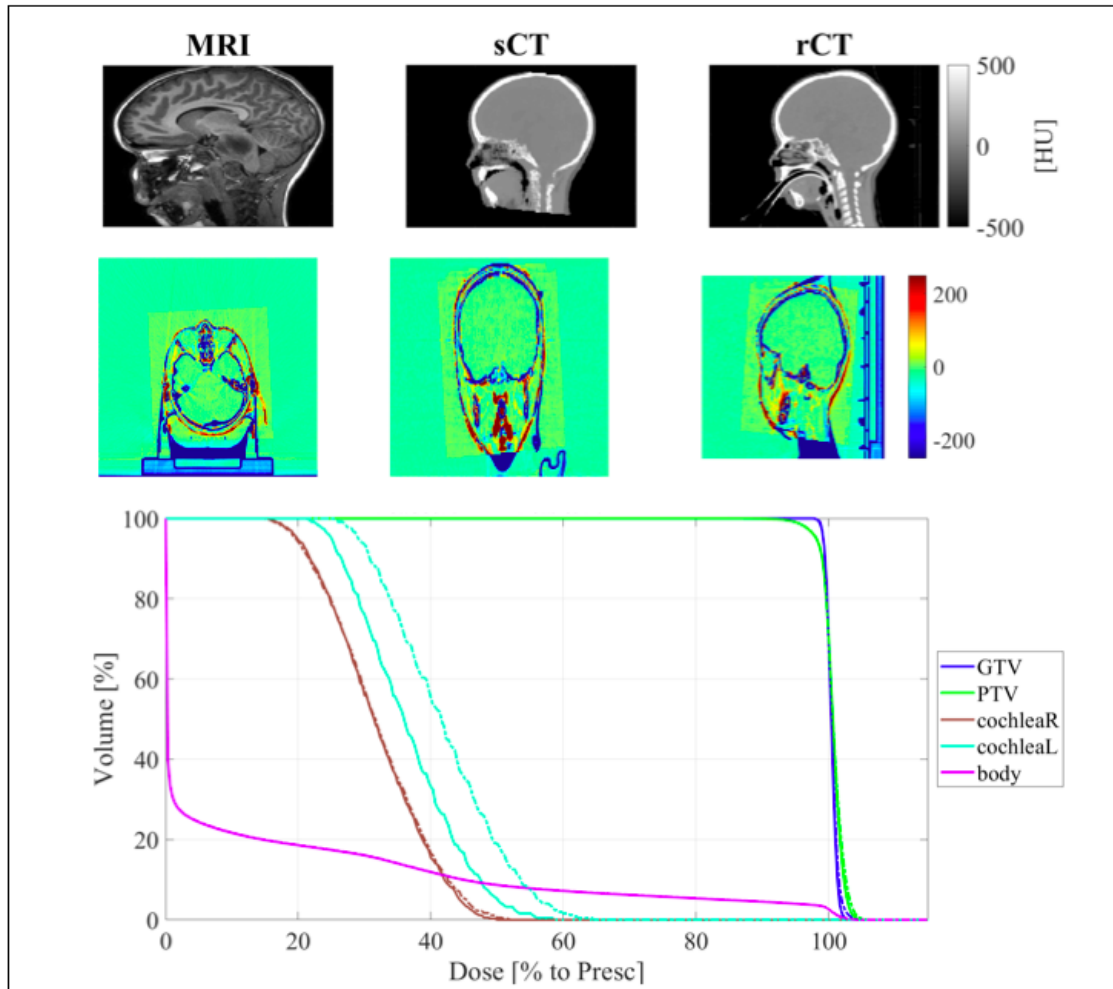 MRI
sCT
rCT
500
0
-500
[HU]
200
0
-200
100
80
60
40
20
0
Volume [%]
0 20 40 60 80 100
Dose [% to Presc]
GTV
PTV
cochleaR
cochleaL
body